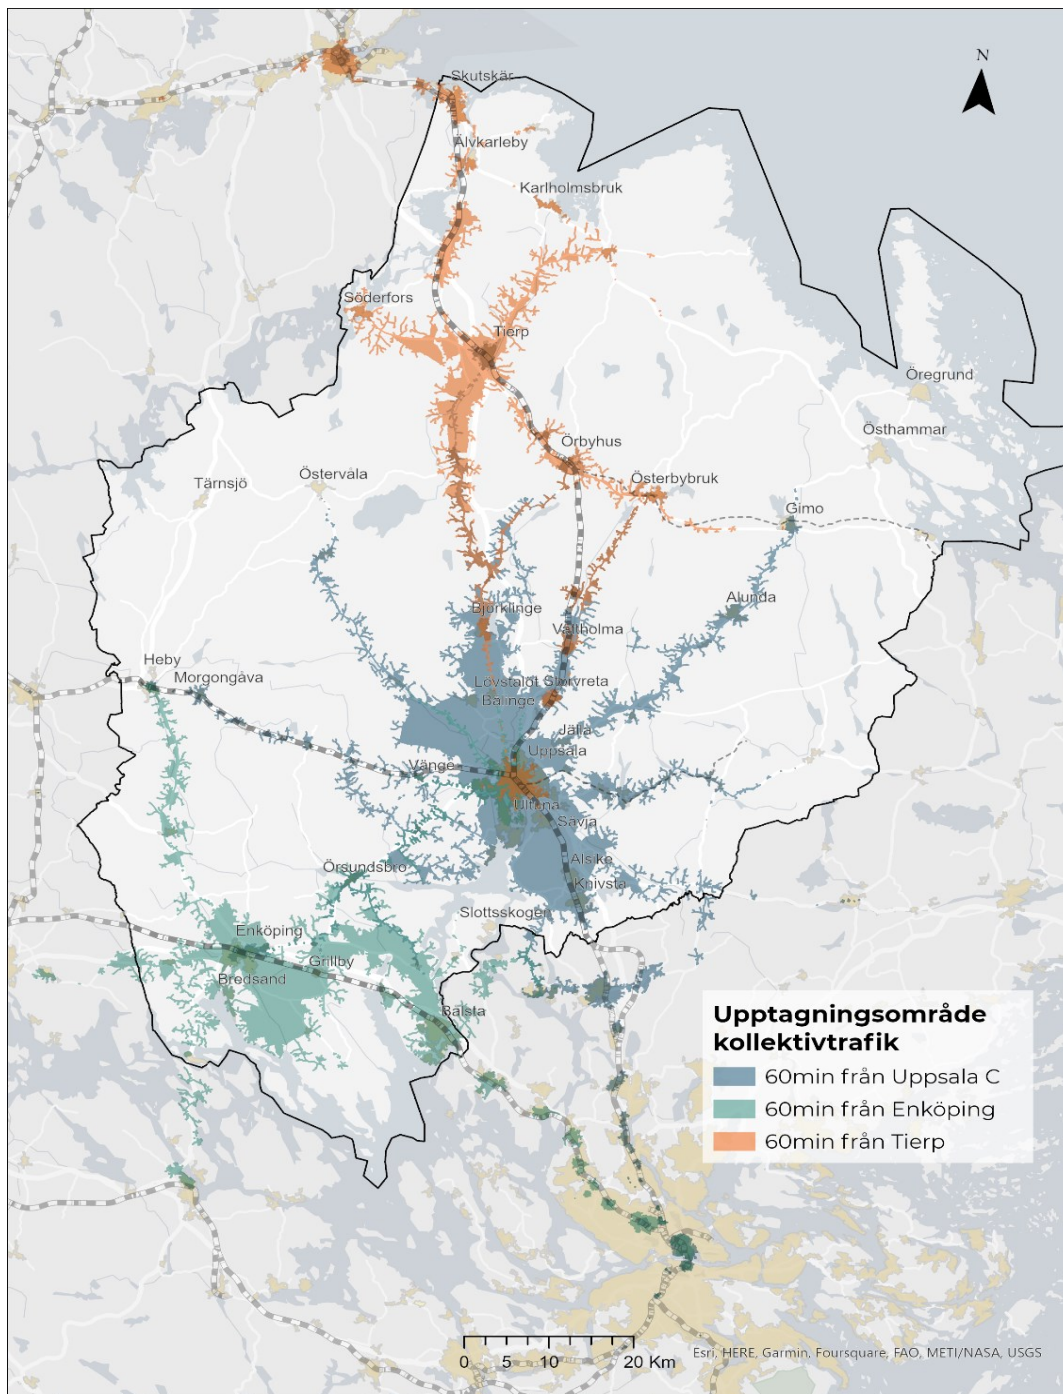 N
Skutskär
Älvkarleby
Karlholmsbruk
Söderfors
Tierp
Öregrund
Östhammar
Örbyhus
Österbybruk
Gimo
Tärnsjö
Östervåla
Björklinge
Alunda
Vattholma
Heby
Morgongåva
Lövstalöt
Storvreta
Bälinge
Jälla
Uppsala
Vänge
Ultuna
Sävja
Alsike
Knivsta
Örsundsbro
Slottsskogen
Enköping
Grillby
Bredsand
Bålsta
Upptagningsområde
kollektivtrafik
60min från Uppsala C
60min från Enköping
60min från Tierp
0 5 10 20 Km
Esri, HERE, Garmin, Foursquare, FAO, METI/NASA, USGS